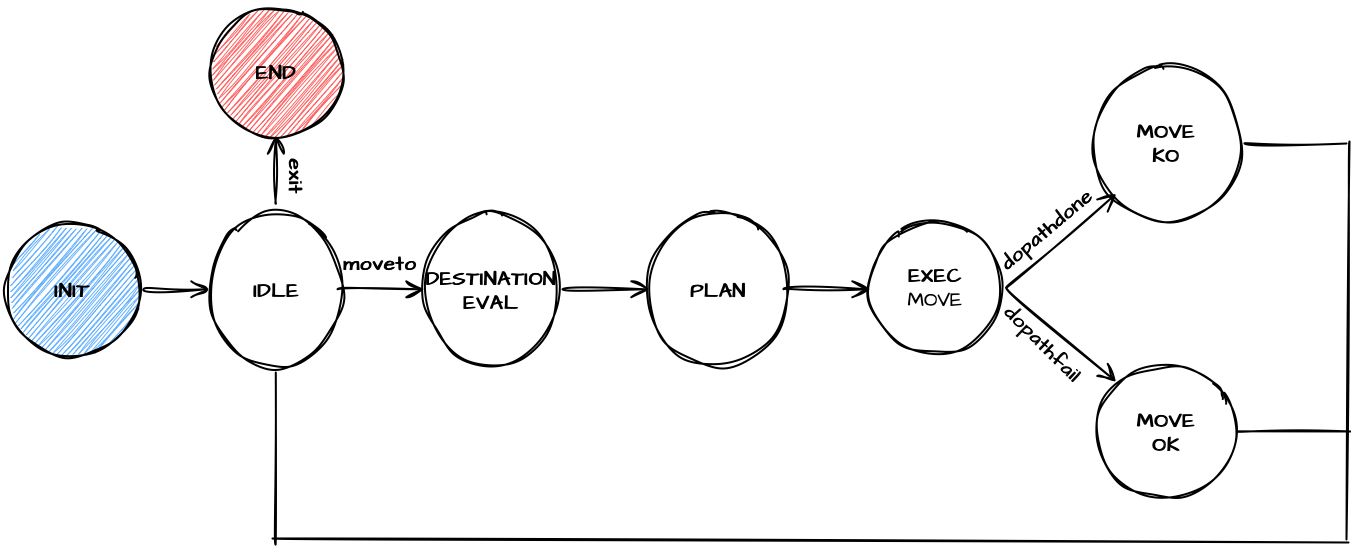 END
exit
MOVE
KO
dopathdone
INIT
IDLE
moveto
DESTINATION
EVAL
PLAN
EXEC
MOVE
dopathfail
MOVE
OK